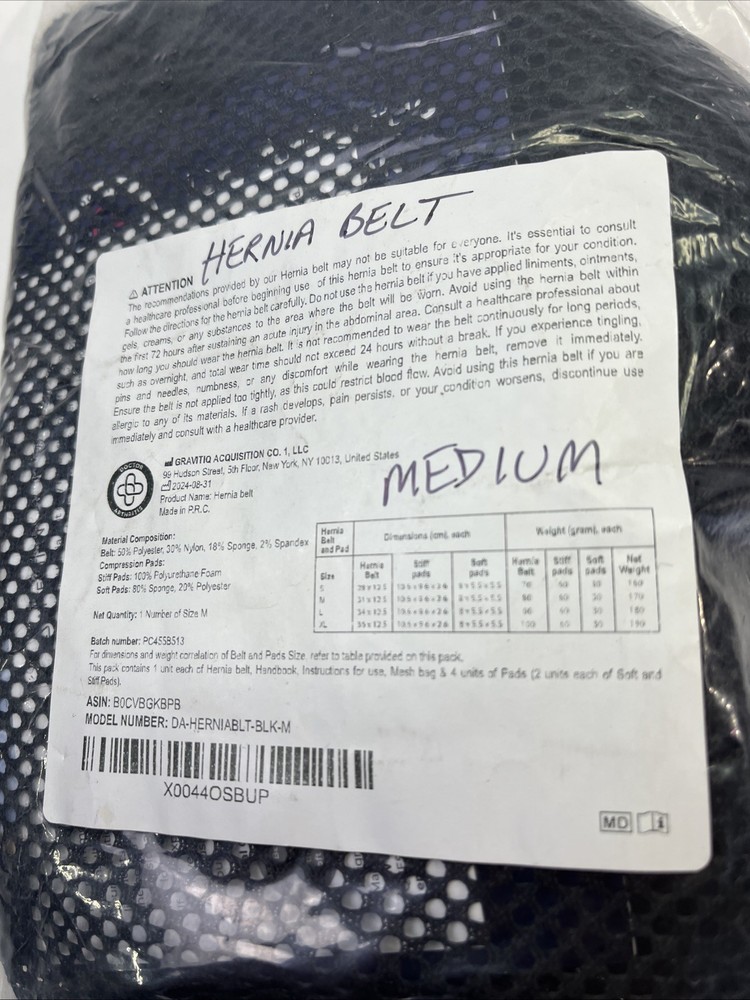 HERNIA BELT
⚠ ATTENTION
The recommendations provided by our Hernia belt may not be suitable for everyone. It's essential to consult
a healthcare professional before beginning use of this hernia belt to ensure it's appropriate for your condition.
Follow the directions for the hernia belt carefully. Do not use the hernia belt if you have applied liniments, ointments,
gels, creams, or any substances to the area where the belt will be worn. Avoid using the hernia belt within
the first 72 hours after sustaining an acute injury in the abdominal area. Consult a healthcare professional about
how long you should wear the hernia belt. It is not recommended to wear the belt continuously for long periods,
such as overnight, and total wear time should not exceed 24 hours without a break. If you experience tingling,
pins and needles, numbness, or any discomfort while wearing the hernia belt, remove it immediately.
Ensure the belt is not applied too tightly, as this could restrict blood flow. Avoid using this hernia belt if you are
allergic to any of its materials. If a rash develops, pain persists, or your condition worsens, discontinue use
immediately and consult with a healthcare provider.
DOCTOR
ARTHRITIS
GRAVITIQ ACQUISITION CO. 1, LLC
99 Hudson Street, 5th Floor, New York, NY 10013, United States
2024-08-31
Product Name: Hernia belt
Made in P.R.C.
MEDIUM
Material Composition:
Belt: 50% Polyester, 30% Nylon, 18% Sponge, 2% Spandex
Compression Pads:
Stiff Pads: 100% Polyurethane Foam
Soft Pads: 80% Sponge, 20% Polyester
Net Quantity: 1 Number of Size M
Hernia Belt and Pad
Dimensions (cm), each
Weight (gram), each
Size
Hernia Belt
Stiff pads
Soft pads
Hernia Belt
Stiff pads
Soft pads
Net Weight
S
M
L
XL
Batch number: PC455B513
For dimensions and weight correlation of Belt and Pads Size, refer to table provided on this pack.
This pack contains 1 unit each of Hernia belt, Handbook, Instructions for use, Mesh bag & 4 units of Pads (2 units each of Soft and
Stiff Pads).
ASIN: B0CVBGKBPB
MODEL NUMBER: DA-HERNIABLT-BLK-M
X0044OSBUP
MD